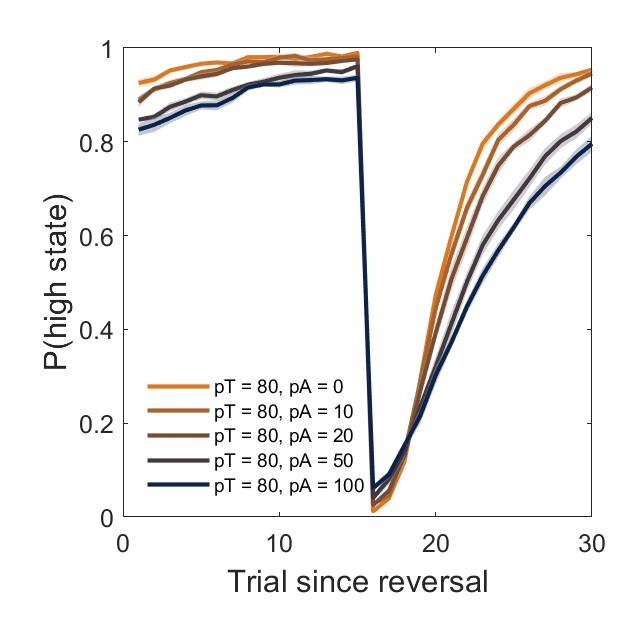 1
0.8
0.6
0.4
0.2
0
P(high state)
pT = 80, pA = 0
pT = 80, pA = 10
pT = 80, pA = 20
pT = 80, pA = 50
pT = 80, pA = 100
0 10 20 30
Trial since reversal